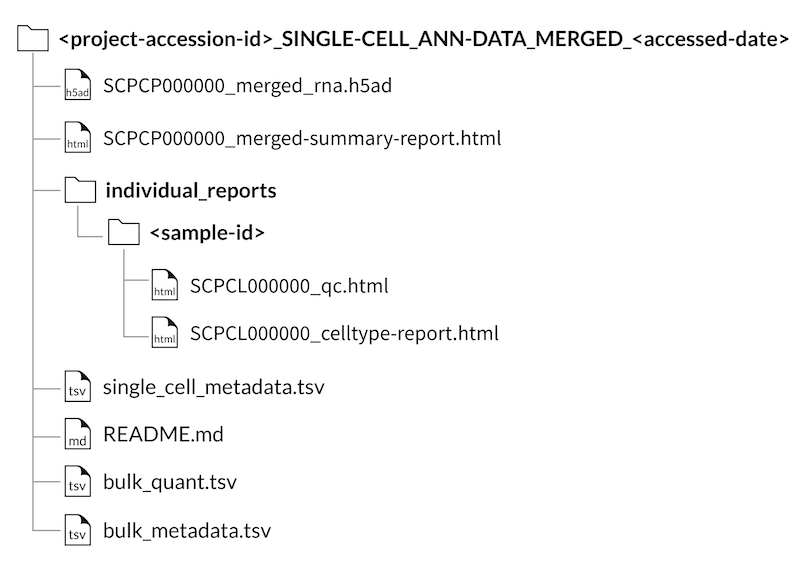 <project-accession-id>_SINGLE-CELL_ANN-DATA_MERGED_<accessed-date>
h5ad SCPCP000000_merged_rna.h5ad
html SCPCP000000_merged-summary-report.html
individual_reports
<sample-id>
html SCPCL000000_qc.html
html SCPCL000000_celltype-report.html
tsv single_cell_metadata.tsv
md README.md
tsv bulk_quant.tsv
tsv bulk_metadata.tsv